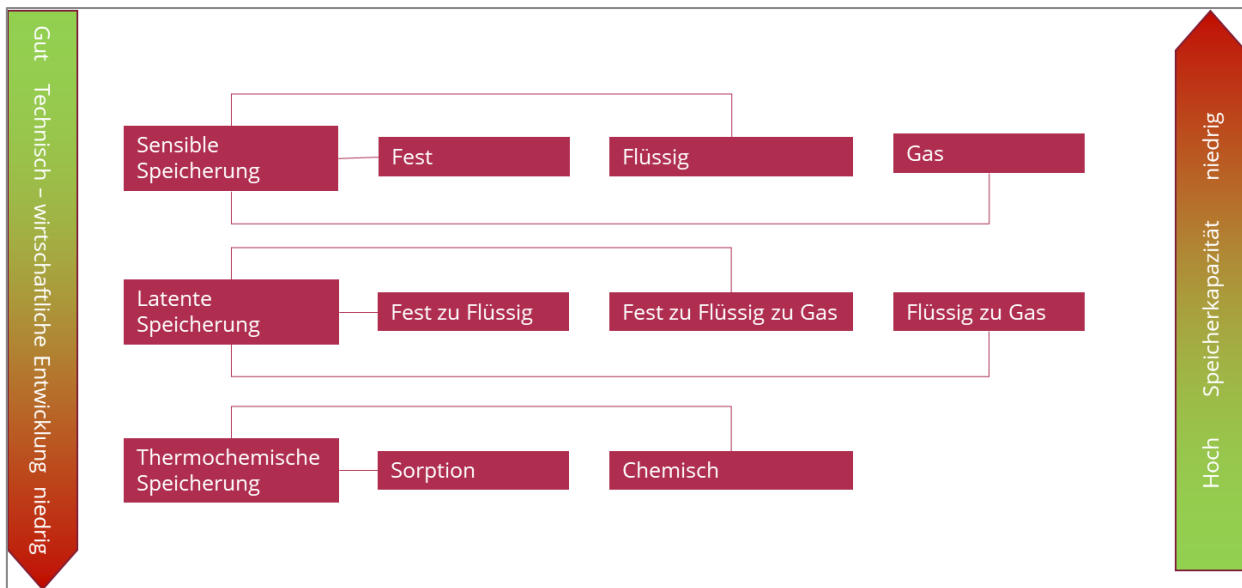 Gut Technisch – wirtschaftliche Entwicklung niedrig
Sensible
Speicherung
Fest
Flüssig
Gas
Latente
Speicherung
Fest zu Flüssig
Fest zu Flüssig zu Gas
Flüssig zu Gas
Thermochemische
Speicherung
Sorption
Chemisch
Hoch Speicherkapazität niedrig